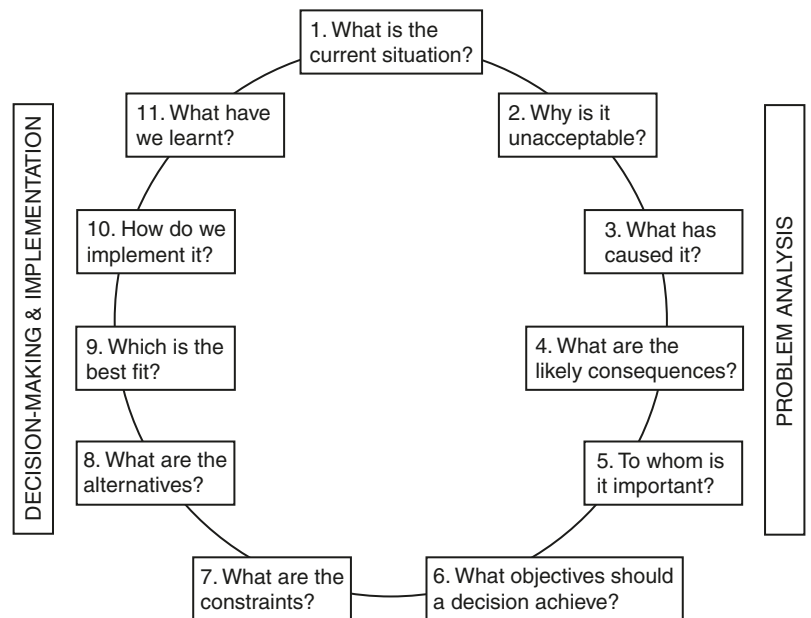 1. What is the
current situation?
2. Why is it
unacceptable?
3. What has
caused it?
4. What are the
likely consequences?
5. To whom is
it important?
6. What objectives should
a decision achieve?
7. What are the
constraints?
8. What are the
alternatives?
9. Which is the
best fit?
10. How do we
implement it?
11. What have
we learnt?
DECISION-MAKING & IMPLEMENTATION
PROBLEM ANALYSIS